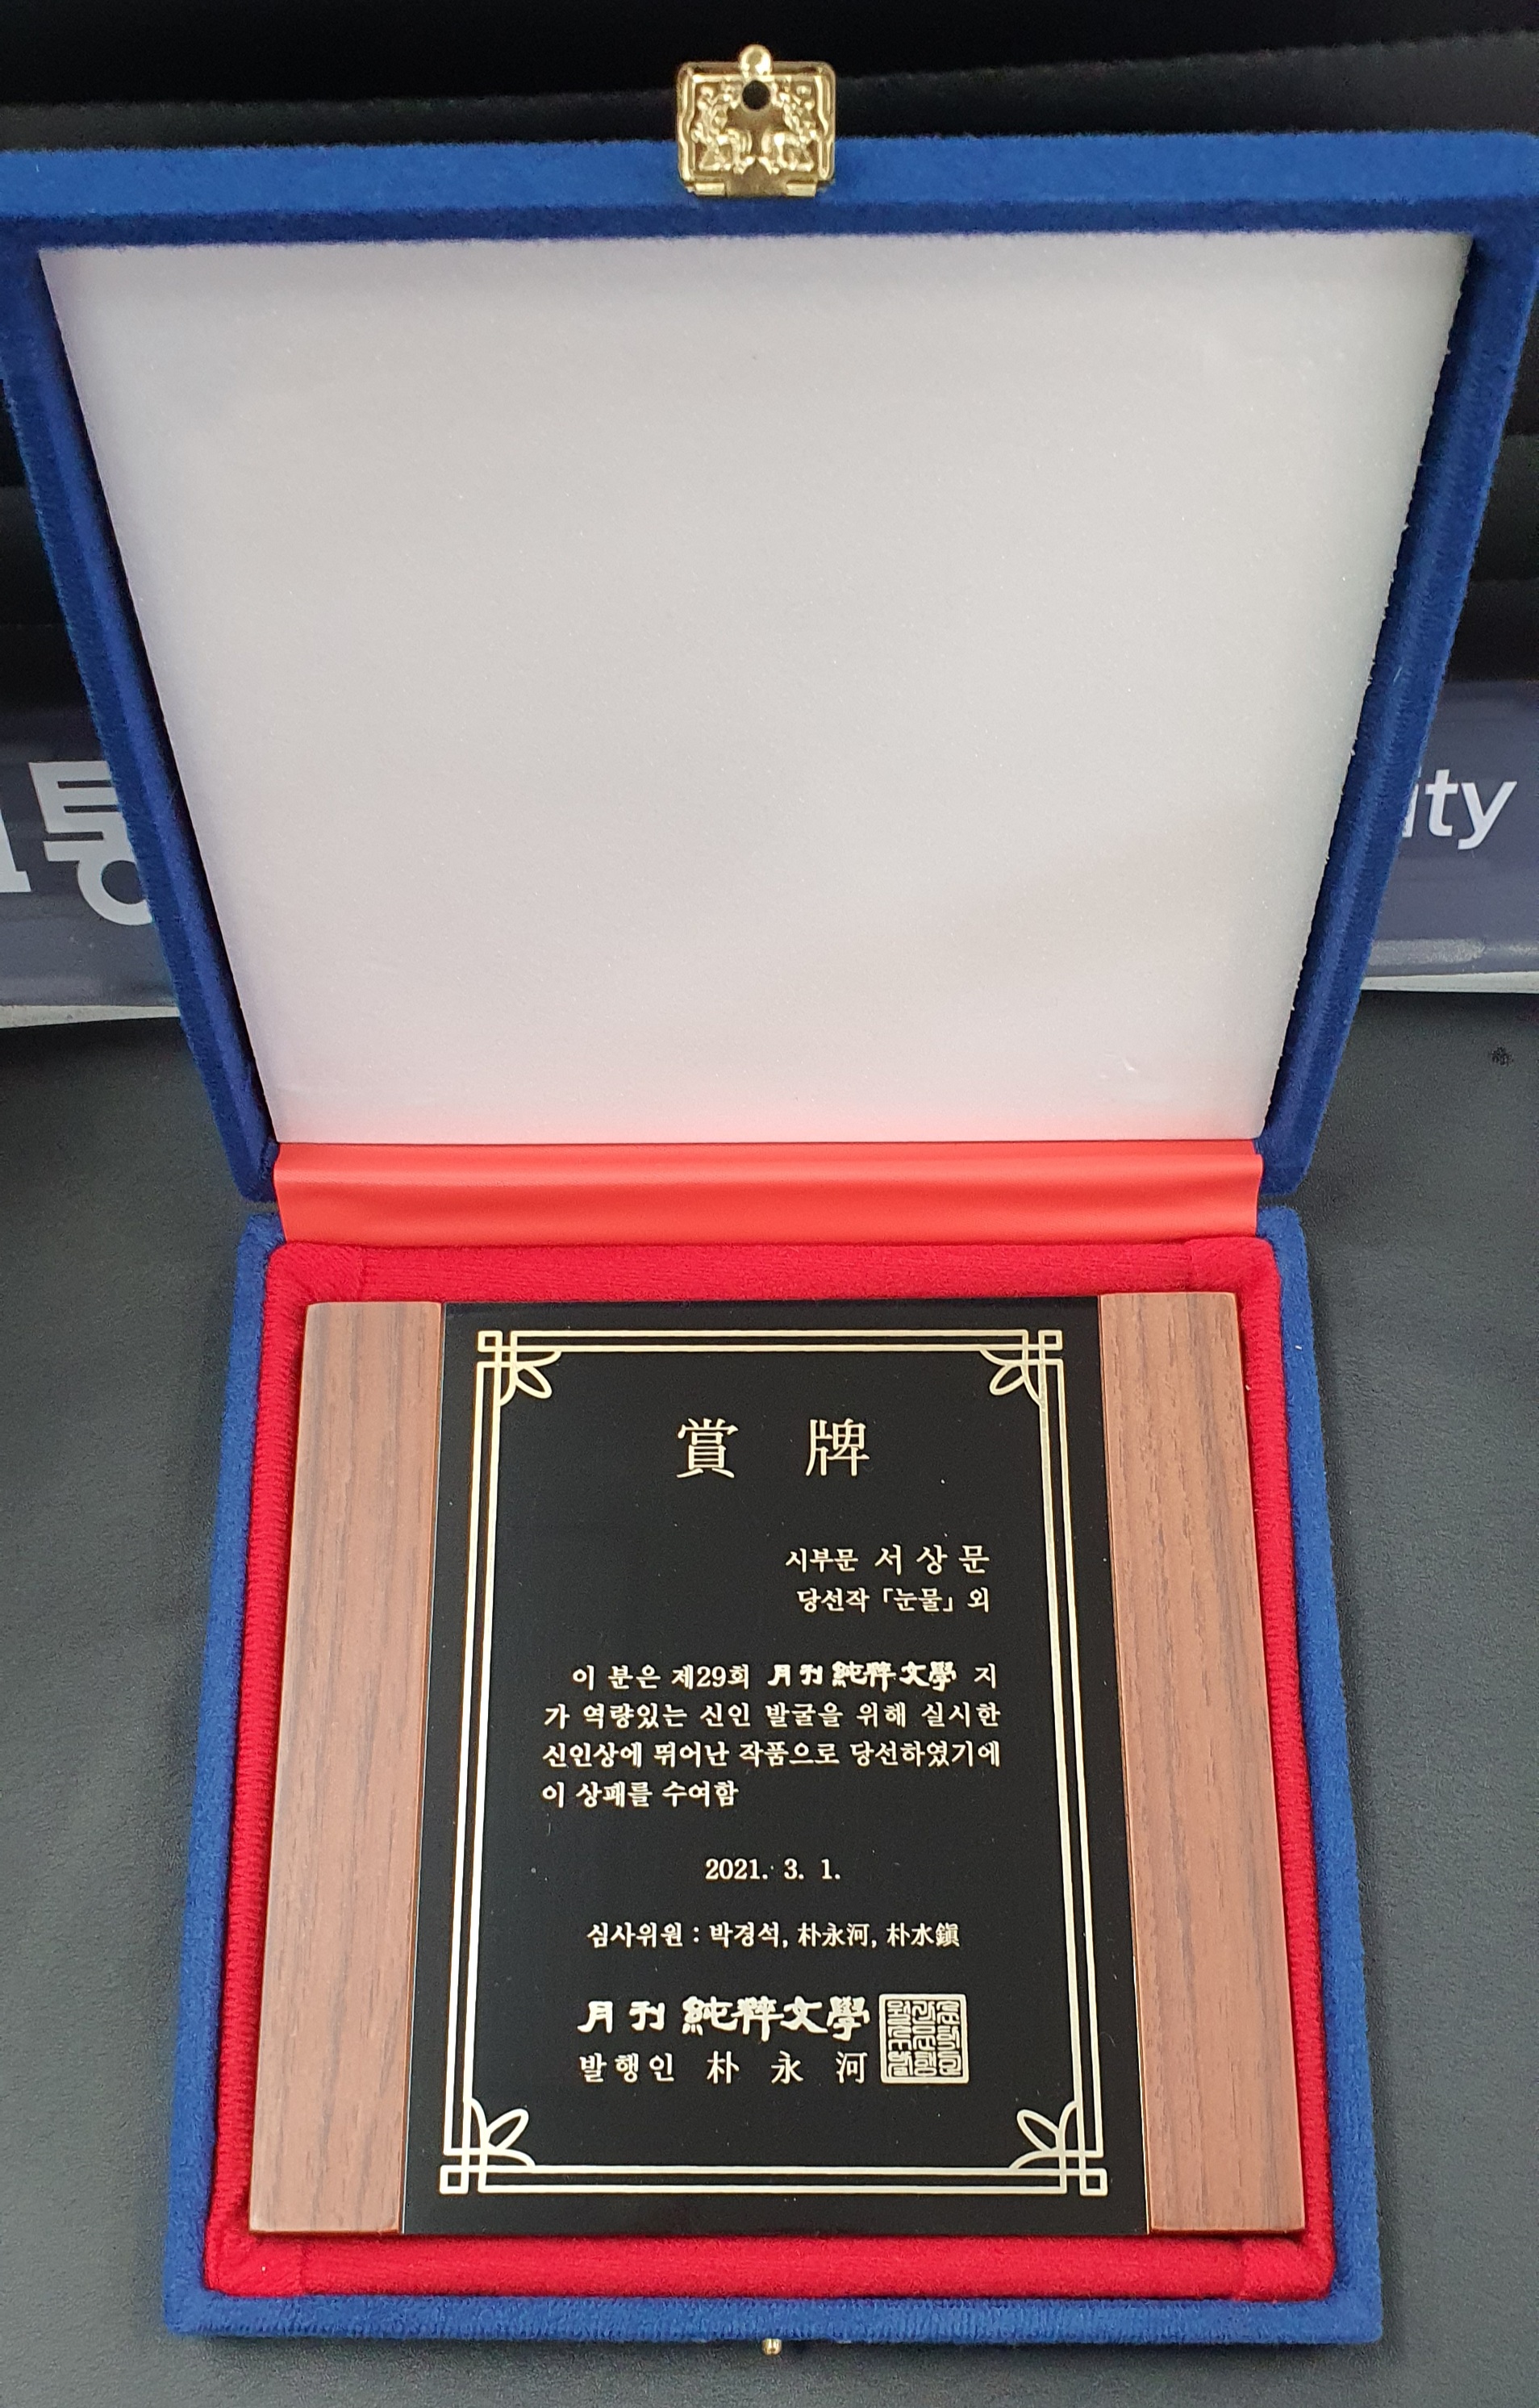 통
ity
賞 牌
시부문 서 상 문
당선작 「눈물」 외
이 분은 제29회 月刊 純粹文學 지
가 역량있는 신인 발굴을 위해 실시한
신인상에 뛰어난 작품으로 당선하였기에
이 상패를 수여함
2021. 3. 1.
심사위원 : 박경석, 朴永河, 朴水鎭
月刊 純粹文學
발행인 朴 永 河